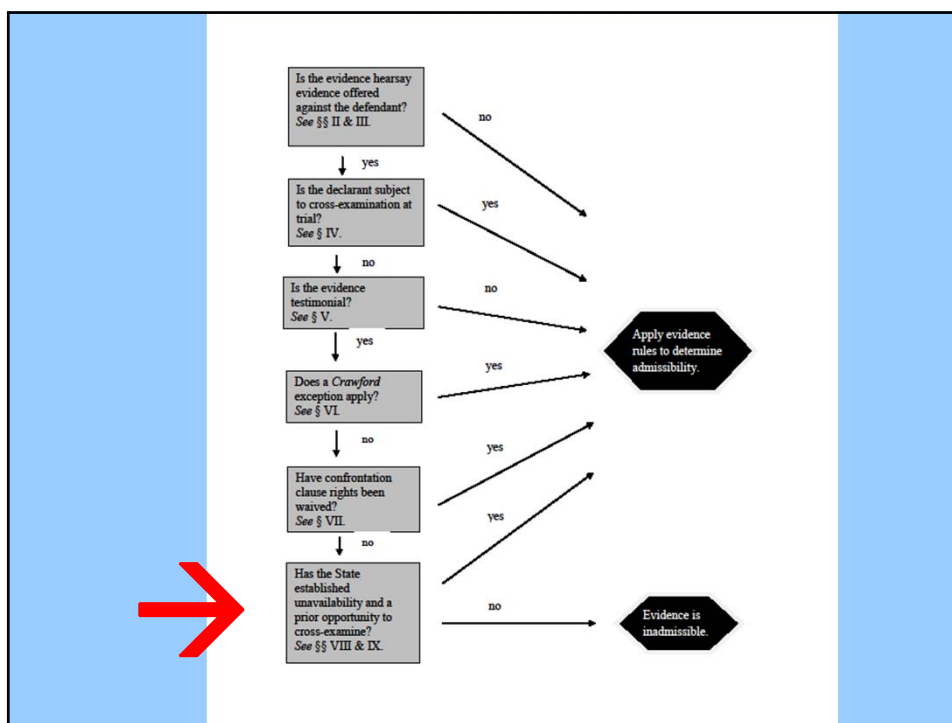 Is the evidence hearsay
evidence offered
against the defendant?
See §§ II & III.
no
yes
Is the declarant subject
to cross-examination at
trial?
See § IV.
yes
no
Is the evidence
testimonial?
See § V.
no
yes
Apply evidence
rules to determine
admissibility.
Does a Crawford
exception apply?
See § VI.
yes
no
Have confrontation
clause rights been
waived?
See § VII.
yes
no
Has the State
established
unavailability and a
prior opportunity to
cross-examine?
See §§ VIII & IX.
yes
no
Evidence is
inadmissible.